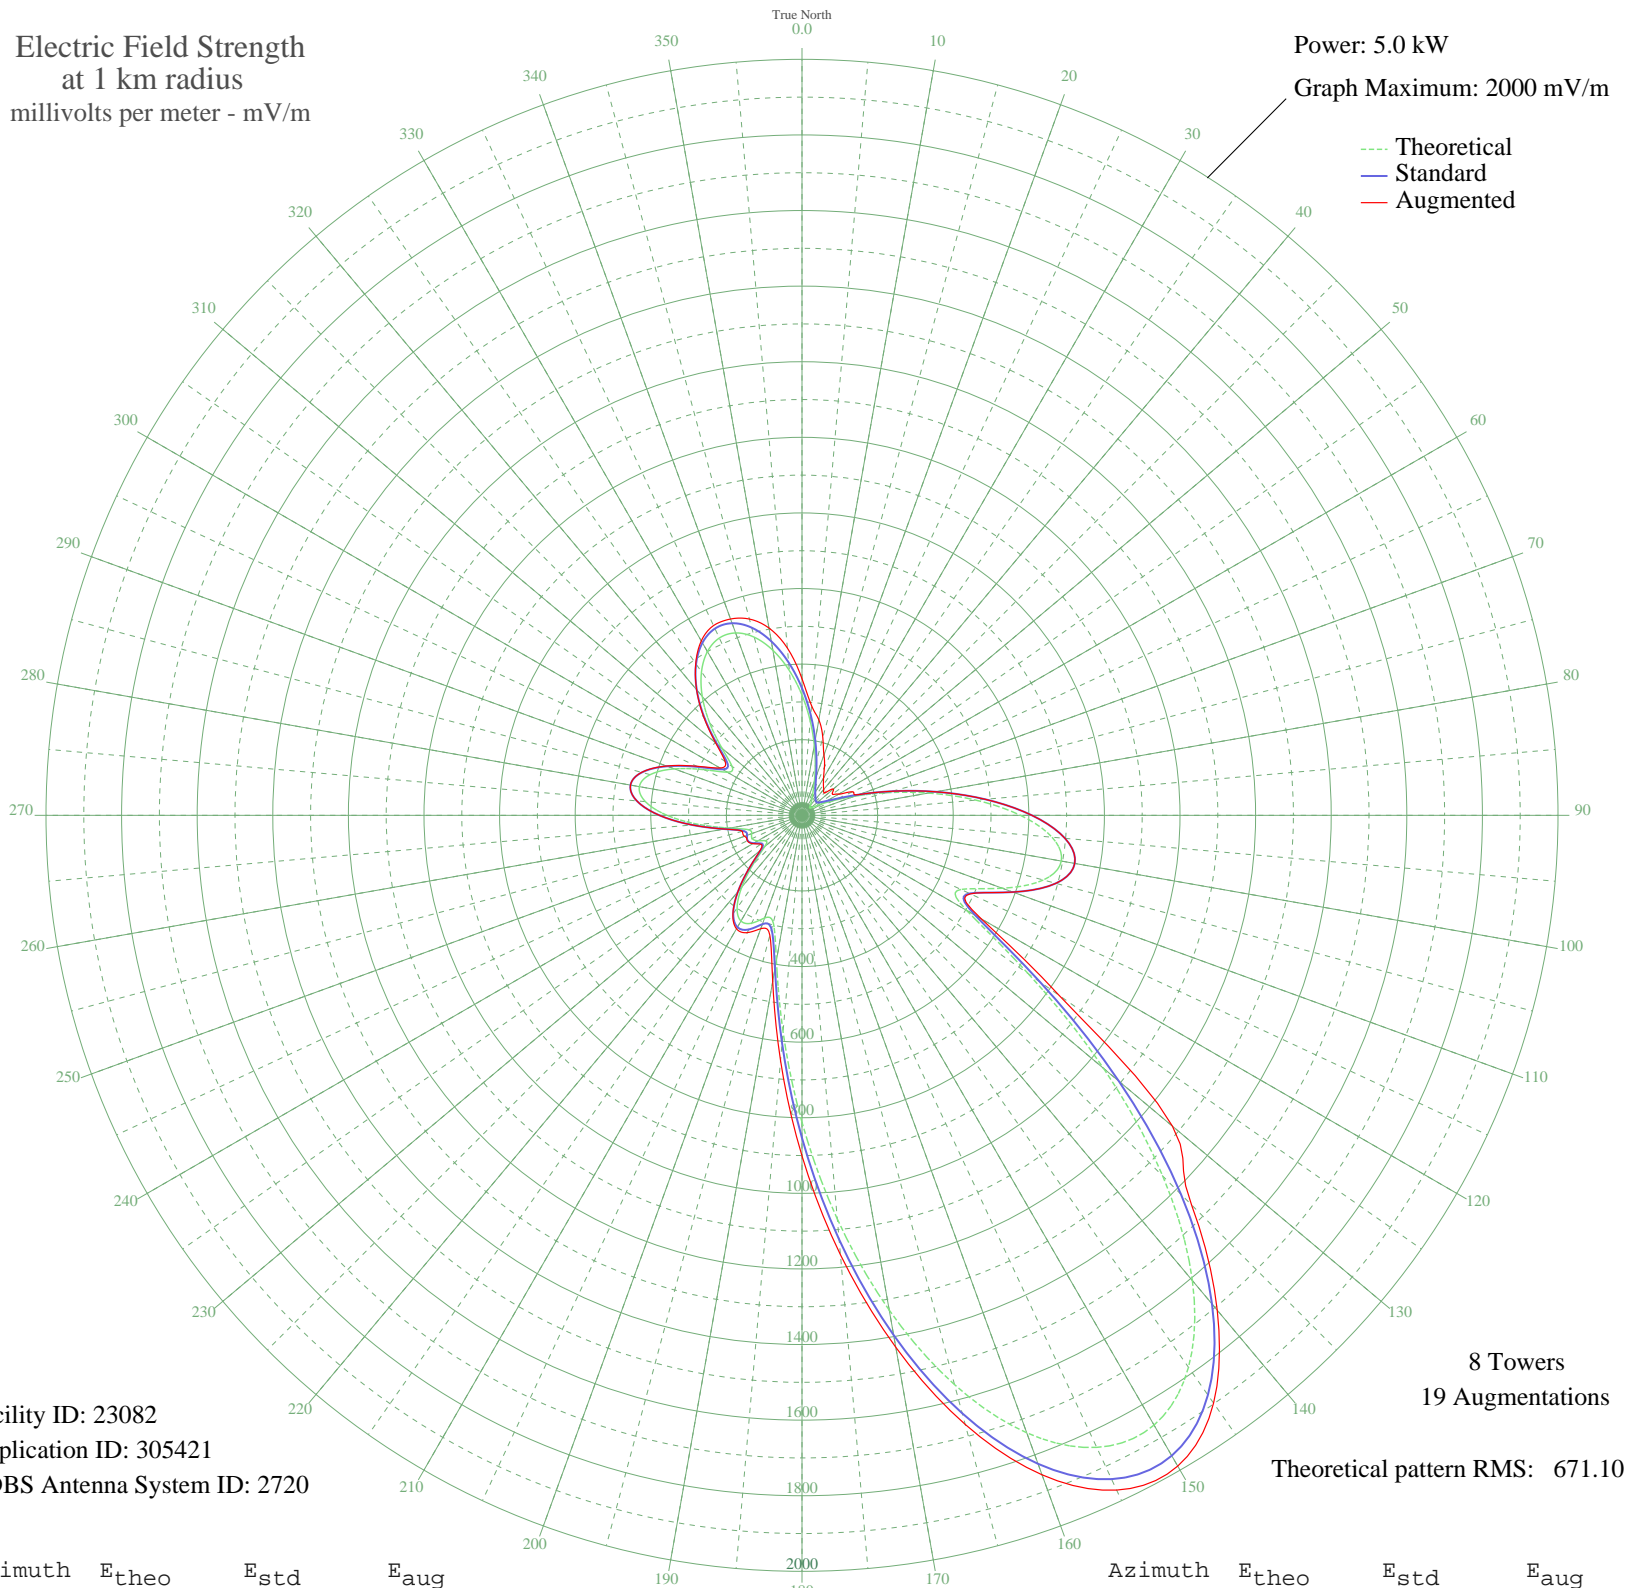 True North
Electric Field Strength
at 1 km radius
millivolts per meter - mV/m
Power: 5.0 kW
Graph Maximum: 2000 mV/m
Theoretical
Standard
Augmented
0.0
10
20
30
40
50
60
70
80
90
100
110
120
130
140
150
160
170
190
200
210
220
230
240
250
260
270
280
290
300
310
320
330
340
350
400
600
800
1000
1200
1400
1600
1800
2000
8 Towers
19 Augmentations
Theoretical pattern RMS: 671.10
cility ID: 23082
plication ID: 305421
DBS Antenna System ID: 2720
imuth Etheo Estd Eaug
Azimuth Etheo Estd Eaug